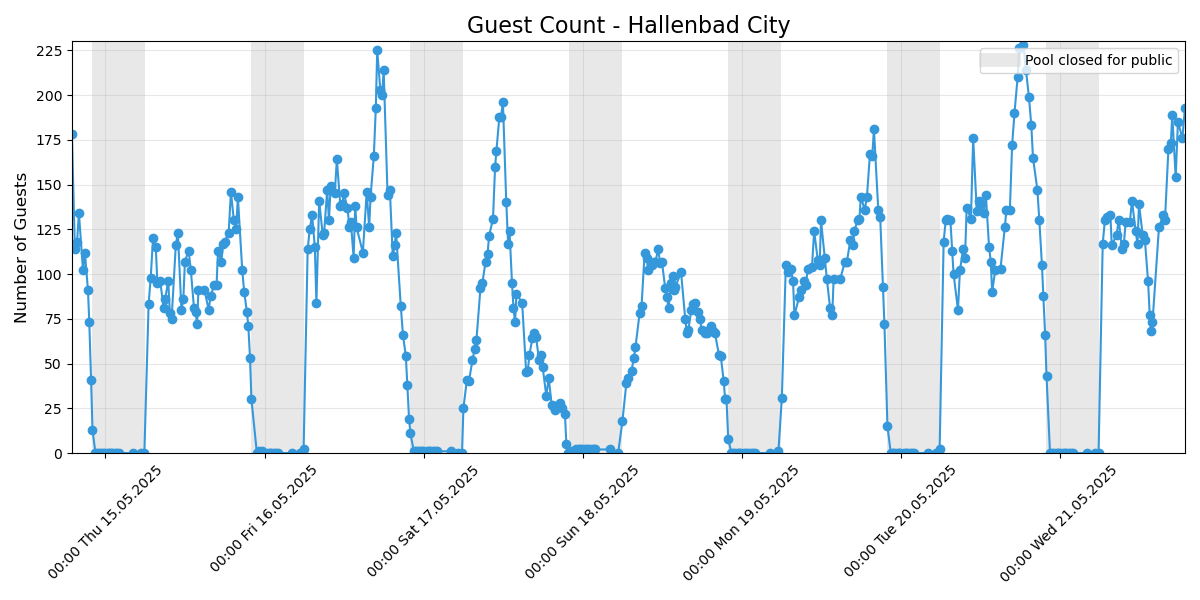 Guest Count - Hallenbad City
Pool closed for public
Number of Guests
225
200
175
150
125
100
75
50
25
0
00:00 Thu 15.05.2025
00:00 Fri 16.05.2025
00:00 Sat 17.05.2025
00:00 Sun 18.05.2025
00:00 Mon 19.05.2025
00:00 Tue 20.05.2025
00:00 Wed 21.05.2025